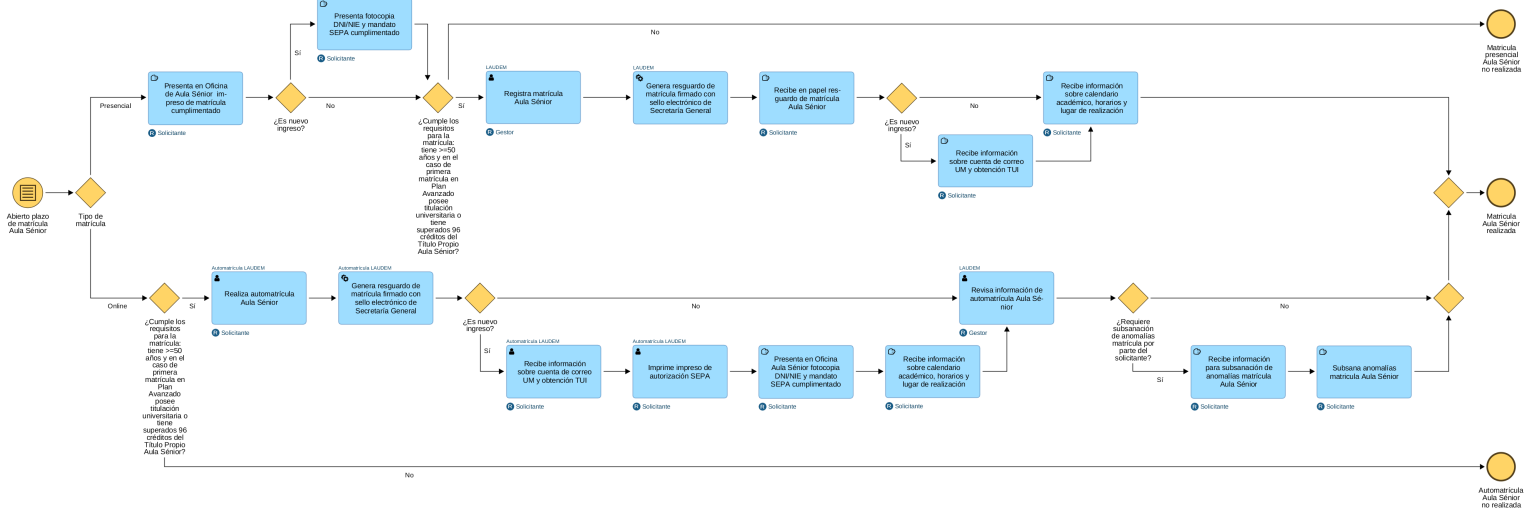 Presenta fotocopia
DNI/NIE y mandato
SEPA cumplimentado
R Solicitante
No
Matricula
presencial
Aula Sénior
no realizada
Sí
Presencial
Presenta en Oficina
de Aula Sénior im-
preso de matrícula
cumplimentado
R Solicitante
¿Es nuevo
ingreso?
No
Sí
¿Cumple los
requisitos
para la
matrícula:
tiene >=50
años y en el
caso de
primera
matrícula en
Plan
Avanzado
posee
titulación
universitaria o
tiene
superados 96
créditos del
Título Propio
Aula Sénior?
LAUDEM
Registra matrícula
Aula Sénior
R Gestor
LAUDEM
Genera resguardo de
matrícula firmado con
sello electrónico de
Secretaría General
Recibe en papel res-
guardo de matrícula
Aula Sénior
R Solicitante
¿Es nuevo
ingreso?
No
Sí
Recibe información
sobre calendario
académico, horarios y
lugar de realización
R Solicitante
Recibe información
sobre cuenta de correo
UM y obtención TUI
R Solicitante
Abierto plazo
de matrícula
Aula Sénior
Tipo de
matrícula
Matricula
Aula Sénior
realizada
Online
¿Cumple los
requisitos
para la
matrícula:
tiene >=50
años y en el
caso de
primera
matrícula en
Plan
Avanzado
posee
titulación
universitaria o
tiene
superados 96
créditos del
Título Propio
Aula Sénior?
Sí
Automatrícula LAUDEM
Realiza automatrícula
Aula Sénior
R Solicitante
Automatrícula LAUDEM
Genera resguardo de
matrícula firmado con
sello electrónico de
Secretaría General
¿Es nuevo
ingreso?
No
Sí
Automatrícula LAUDEM
Recibe información
sobre cuenta de correo
UM y obtención TUI
R Solicitante
Automatrícula LAUDEM
Imprime impreso de
autorización SEPA
R Solicitante
Presenta en Oficina
Aula Sénior fotocopia
DNI/NIE y mandato
SEPA cumplimentado
R Solicitante
Recibe información
sobre calendario
académico, horarios y
lugar de realización
R Solicitante
LAUDEM
Revisa información de
automatrícula Aula Sé-
nior
R Gestor
¿Requiere
subsanación
de anomalías
matrícula por
parte del
solicitante?
No
Sí
Recibe información
para subsanación de
anomalías matrícula
Aula Sénior
R Solicitante
Subsana anomalías
matricula Aula Sénior
R Solicitante
No
Automatrícula
Aula Sénior
no realizada